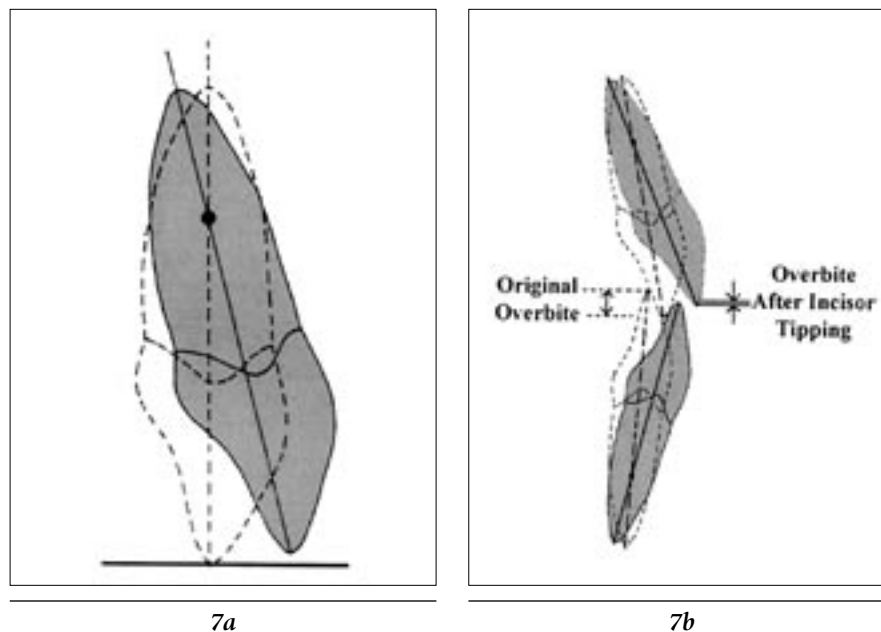 Original
Overbite
Overbite
After Incisor
Tipping
7a
7b